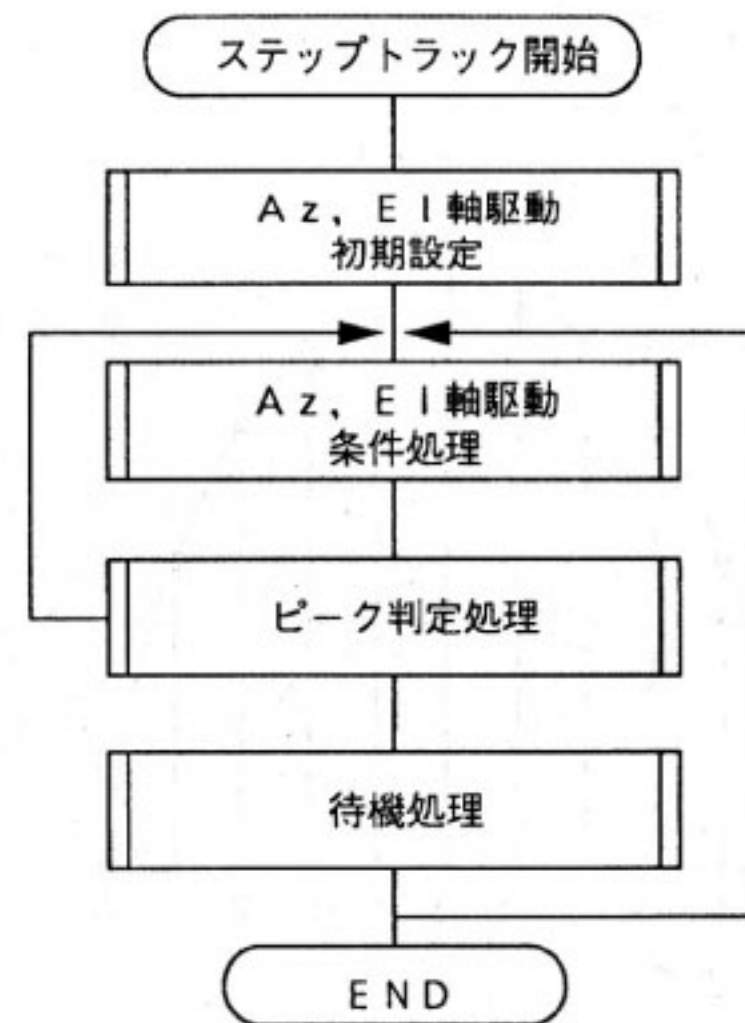 ステップトラック開始
Ａｚ、Ｅｌ軸駆動
初期設定
Ａｚ、Ｅｌ軸駆動
条件処理
ピーク判定処理
待機処理
ＥＮＤ